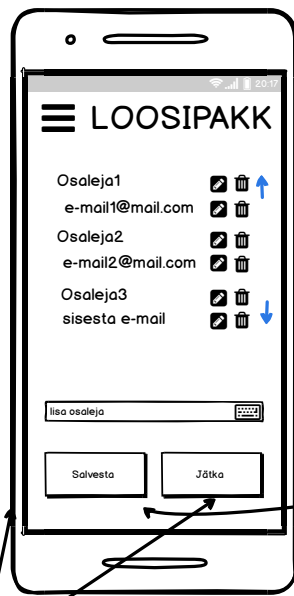 20:17
LOOSIPAKK
Osaleja1
e-mail1@mail.com
Osaleja2
e-mail2@mail.com
Osaleja3
sisesta e-mail
lisa osaleja
Salvesta
Jätka